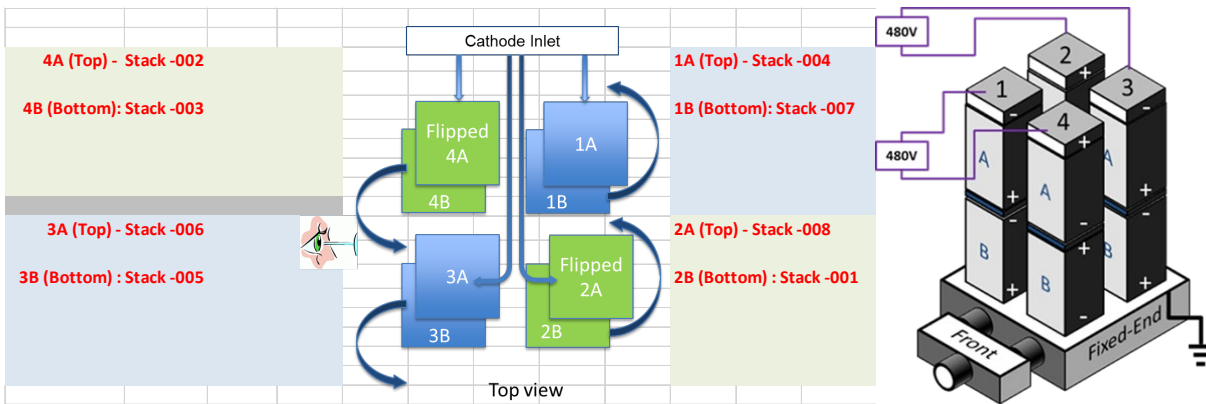 Cathode Inlet
4A (Top) - Stack -002
4B (Bottom): Stack -003
1A (Top) - Stack -004
1B (Bottom): Stack -007
Flipped
4A
4B
1A
1B
3A (Top) - Stack -006
3B (Bottom) : Stack -005
2A (Top) - Stack -008
2B (Bottom) : Stack -001
3A
3B
Flipped
2A
2B
Top view
480V
480V
2
+
1
-
3
-
4
-
A
+
A
+
A
+
-
B
+
-
B
-
+
B
+
Front
Fixed-End